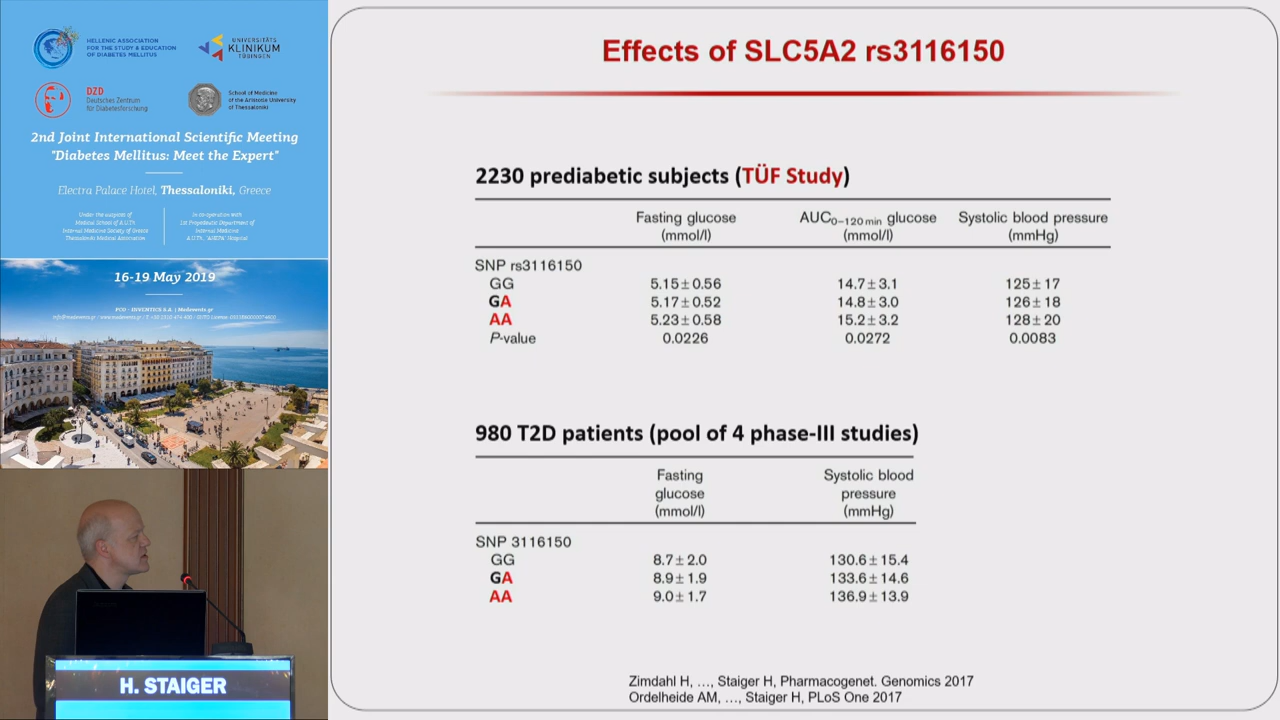 HELLENIC ASSOCIATION
FOR THE STUDY & EDUCATION
OF DIABETES MELLITUS
UNIVERSITÄTS
KLINIKUM
TÜBINGEN
DZD
Deutsches Zentrum
für Diabetesforschung
School of Medicine
of the Aristotle University
of Thessaloniki
2nd Joint International Scientific Meeting
"Diabetes Mellitus: Meet the Expert"
Electra Palace Hotel, Thessaloniki, Greece
Under the auspices of
Medical School of A.U.Th.
Internal Medicine Society of Greece
Thessaloniki Medical Association
In co-operation with
1st Propedeutic Department of
Internal Medicine
A.U.Th., "AHEPA" Hospital
16-19 May 2019
H. STAIGER
Effects of SLC5A2 rs3116150
2230 prediabetic subjects (TÜF Study)
Fasting glucose (mmol/l) AUC0–120 min glucose (mmol/l) Systolic blood pressure (mmHg)
SNP rs3116150
GG 5.15±0.56 14.7±3.1 125±17
GA 5.17±0.52 14.8±3.0 126±18
AA 5.23±0.58 15.2±3.2 128±20
P-value 0.0226 0.0272 0.0083
980 T2D patients (pool of 4 phase-III studies)
Fasting glucose (mmol/l) Systolic blood pressure (mmHg)
SNP 3116150
GG 8.7±2.0 130.6±15.4
GA 8.9±1.9 133.6±14.6
AA 9.0±1.7 136.9±13.9
Zimdahl H, …, Staiger H, Pharmacogenet. Genomics 2017
Ordelheide AM, …, Staiger H, PLoS One 2017